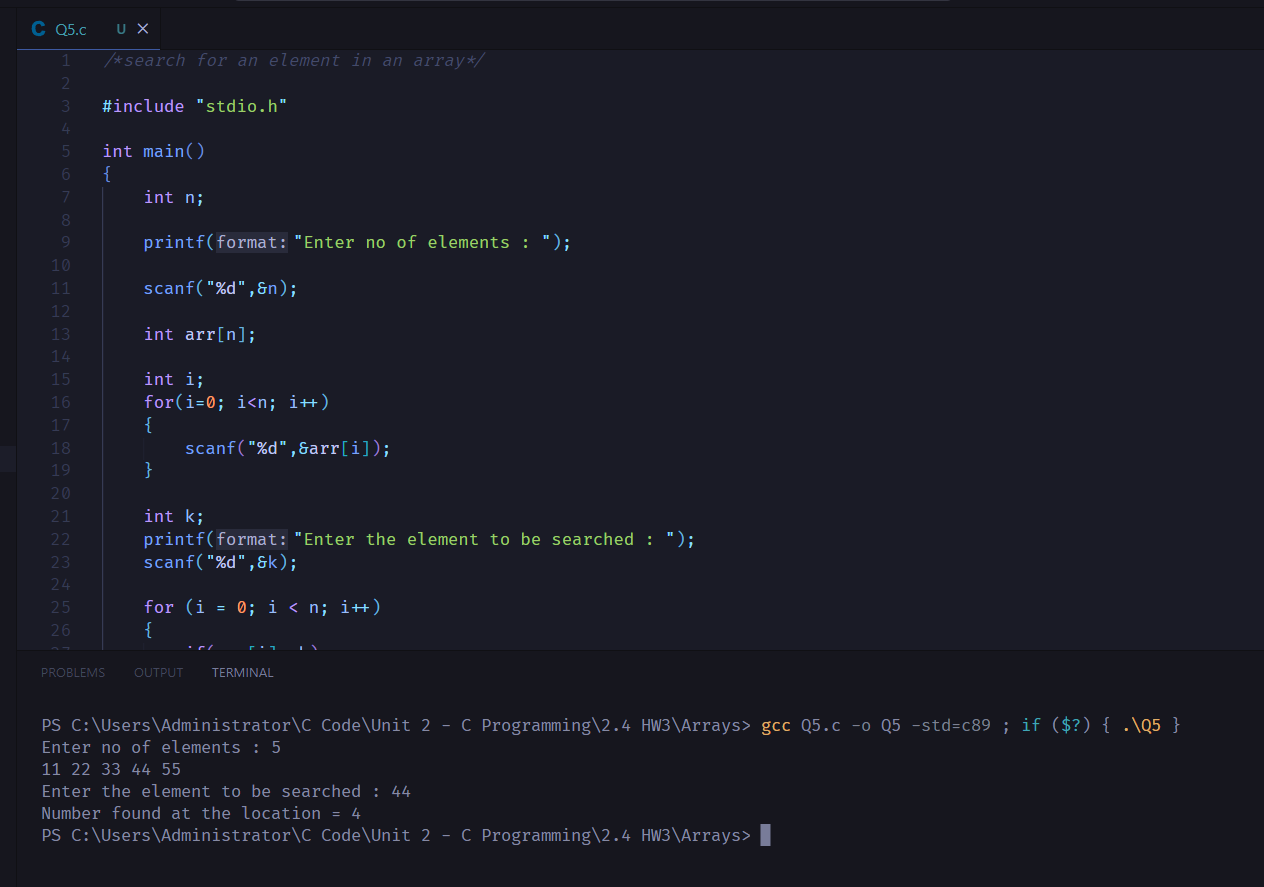 C Q5.c U
1 /*search for an element in an array*/
2
3 #include "stdio.h"
4
5 int main()
6 {
7 int n;
8
9 printf(format: "Enter no of elements : ");
10
11 scanf("%d",&n);
12
13 int arr[n];
14
15 int i;
16 for(i=0; i<n; i++)
17 {
18 scanf("%d",&arr[i]);
19 }
20
21 int k;
22 printf(format: "Enter the element to be searched : ");
23 scanf("%d",&k);
24
25 for (i = 0; i < n; i++)
26 {
PROBLEMS OUTPUT TERMINAL
PS C:\Users\Administrator\C Code\Unit 2 - C Programming\2.4 HW3\Arrays> gcc Q5.c -o Q5 -std=c89 ; if ($?) { .\Q5 }
Enter no of elements : 5
11 22 33 44 55
Enter the element to be searched : 44
Number found at the location = 4
PS C:\Users\Administrator\C Code\Unit 2 - C Programming\2.4 HW3\Arrays>